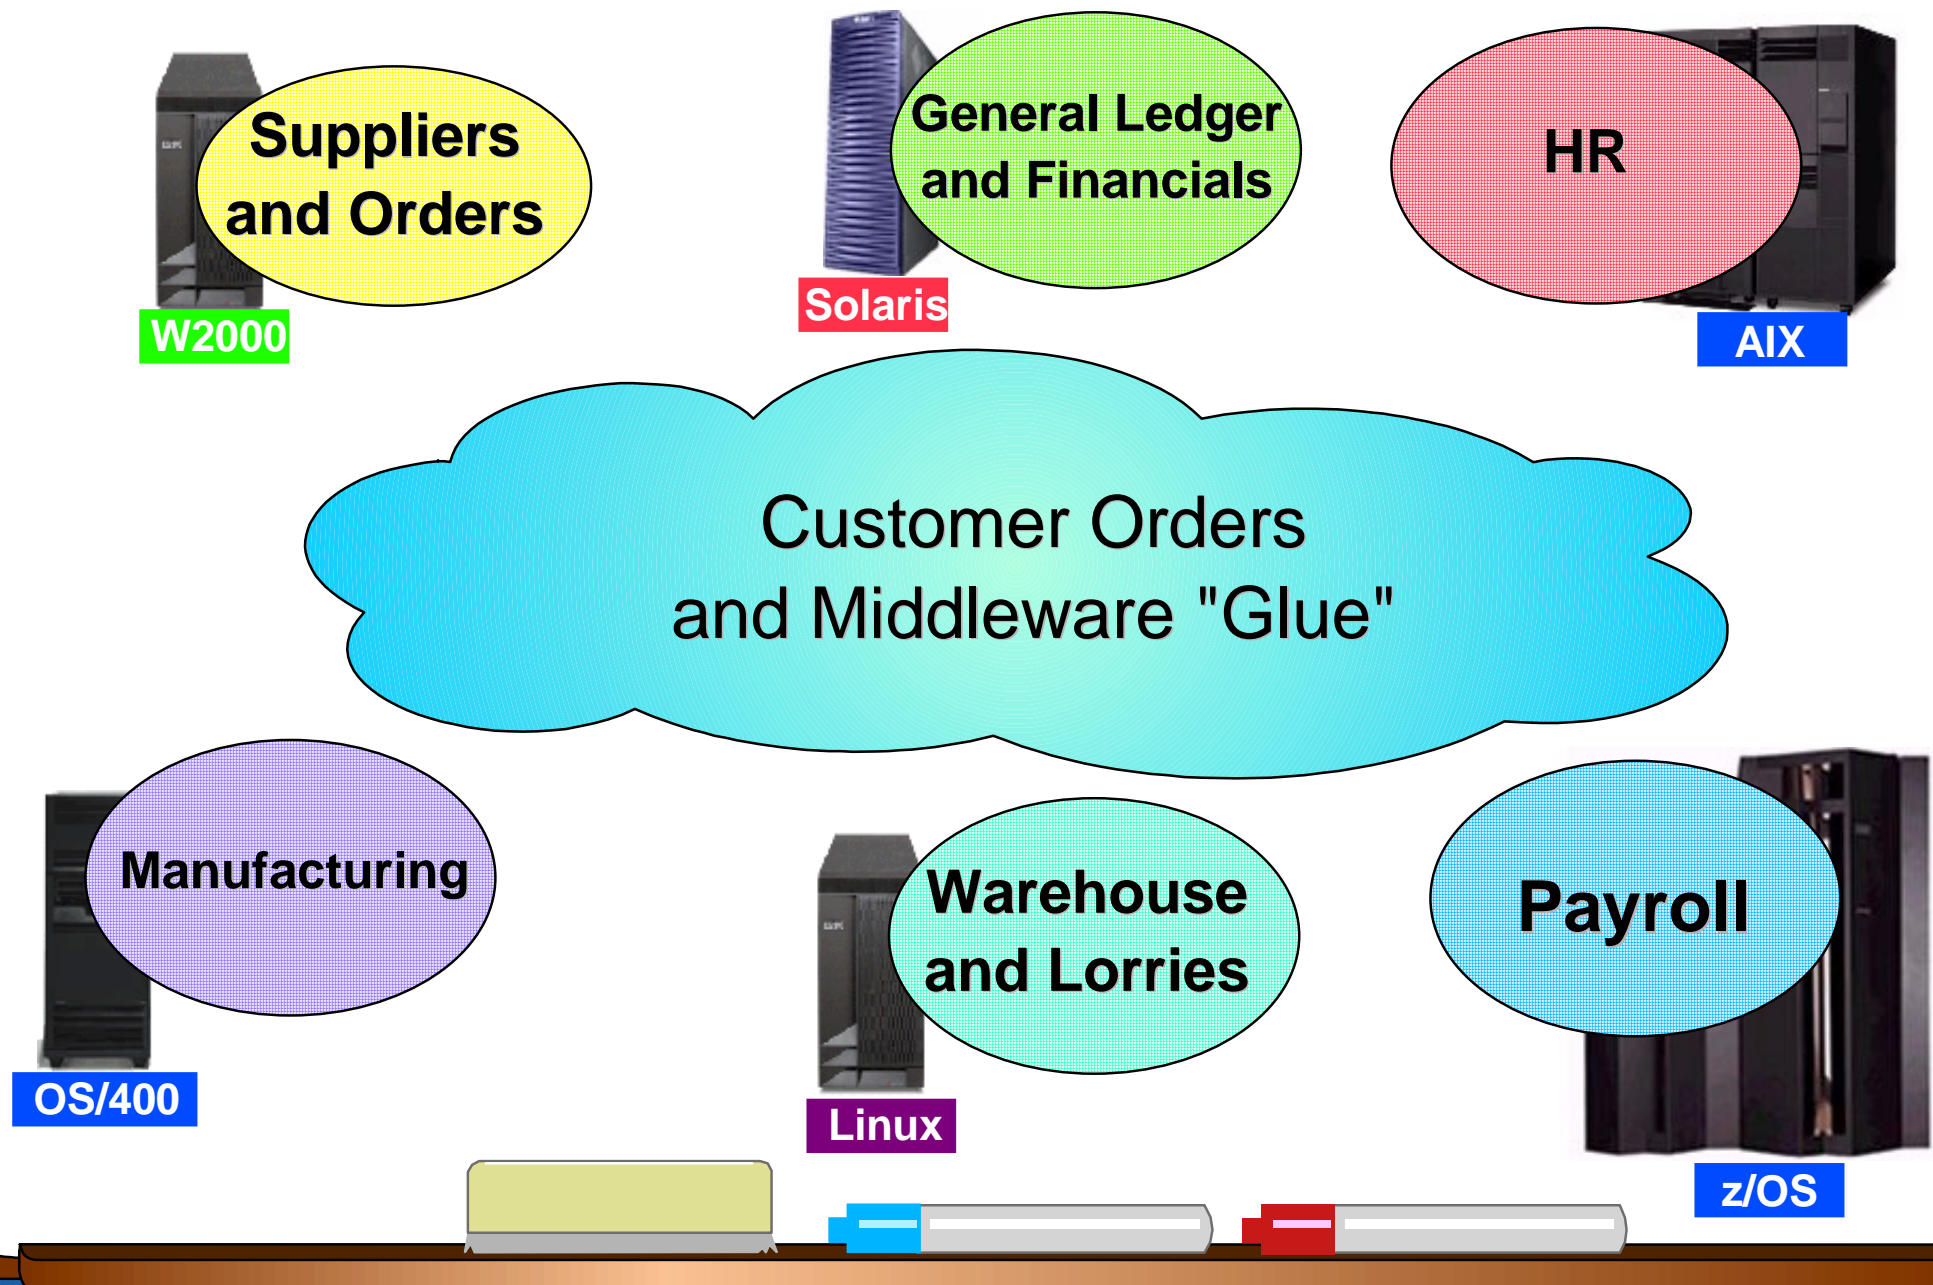 Suppliers
and Orders
W2000
General Ledger
and Financials
Solaris
HR
AIX
Customer Orders
and Middleware "Glue"
Manufacturing
OS/400
Warehouse
and Lorries
Linux
Payroll
z/OS